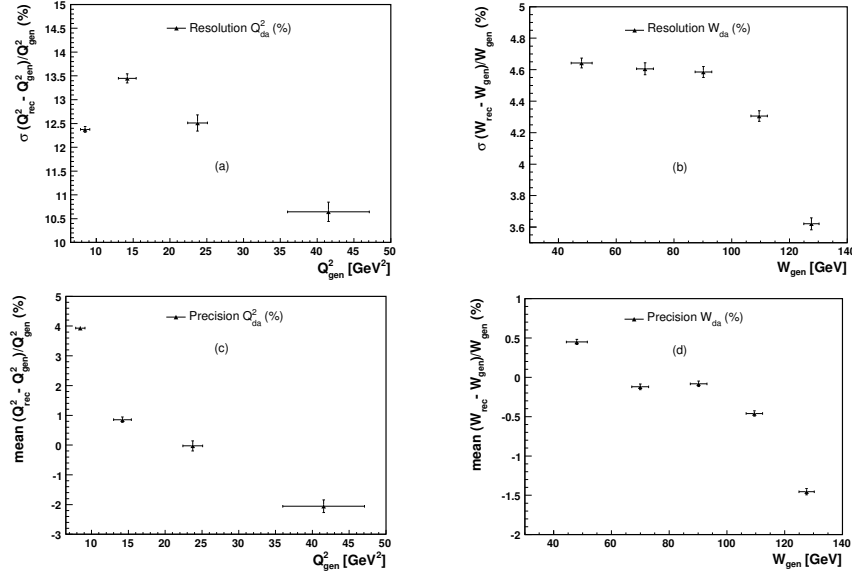 σ (Q²rec - Q²gen)/Q²gen (%)
15
14.5
14
13.5
13
12.5
12
11.5
11
10.5
10
Resolution Q²da (%)
(a)
10 15 20 25 30 35 40 45 50
Q²gen [GeV²]
σ (Wrec - Wgen)/Wgen (%)
5
4.8
4.6
4.4
4.2
4
3.8
3.6
Resolution Wda (%)
(b)
40 60 80 100 120 140
Wgen [GeV]
mean (Q²rec - Q²gen)/Q²gen (%)
5
4
3
2
1
0
-1
-2
-3
Precision Q²da (%)
(c)
10 15 20 25 30 35 40 45 50
Q²gen [GeV²]
mean (Wrec - Wgen)/Wgen (%)
1
0.5
0
-0.5
-1
-1.5
-2
Precision Wda (%)
(d)
40 60 80 100 120 140
Wgen [GeV]